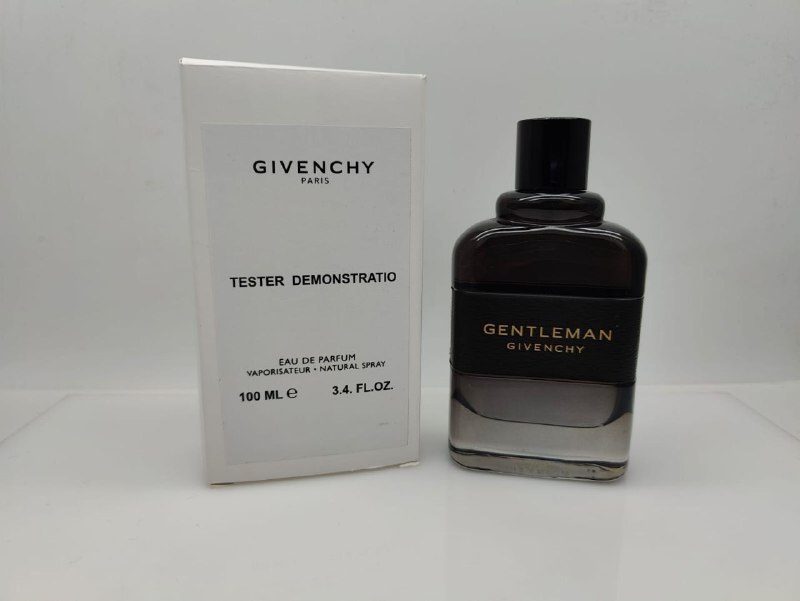 GIVENCHY
PARIS
TESTER DEMONSTRATIO
EAU DE PARFUM
VAPORISATEUR • NATURAL SPRAY
100 ML ℮ 3.4. FL.OZ.
GENTLEMAN
GIVENCHY